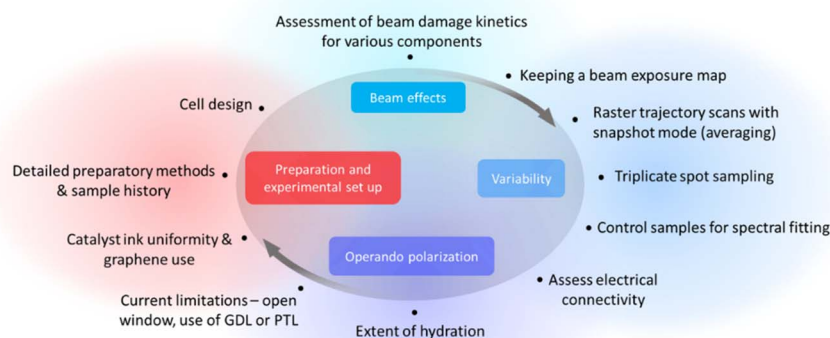 Assessment of beam damage kinetics
for various components
Keeping a beam exposure map
Beam effects
Cell design
Raster trajectory scans with
snapshot mode (averaging)
Detailed preparatory methods
& sample history
Preparation and
experimental set up
Variability
Triplicate spot sampling
Control samples for spectral fitting
Catalyst ink uniformity &
graphene use
Operando polarization
Assess electrical
connectivity
Current limitations – open
window, use of GDL or PTL
Extent of hydration